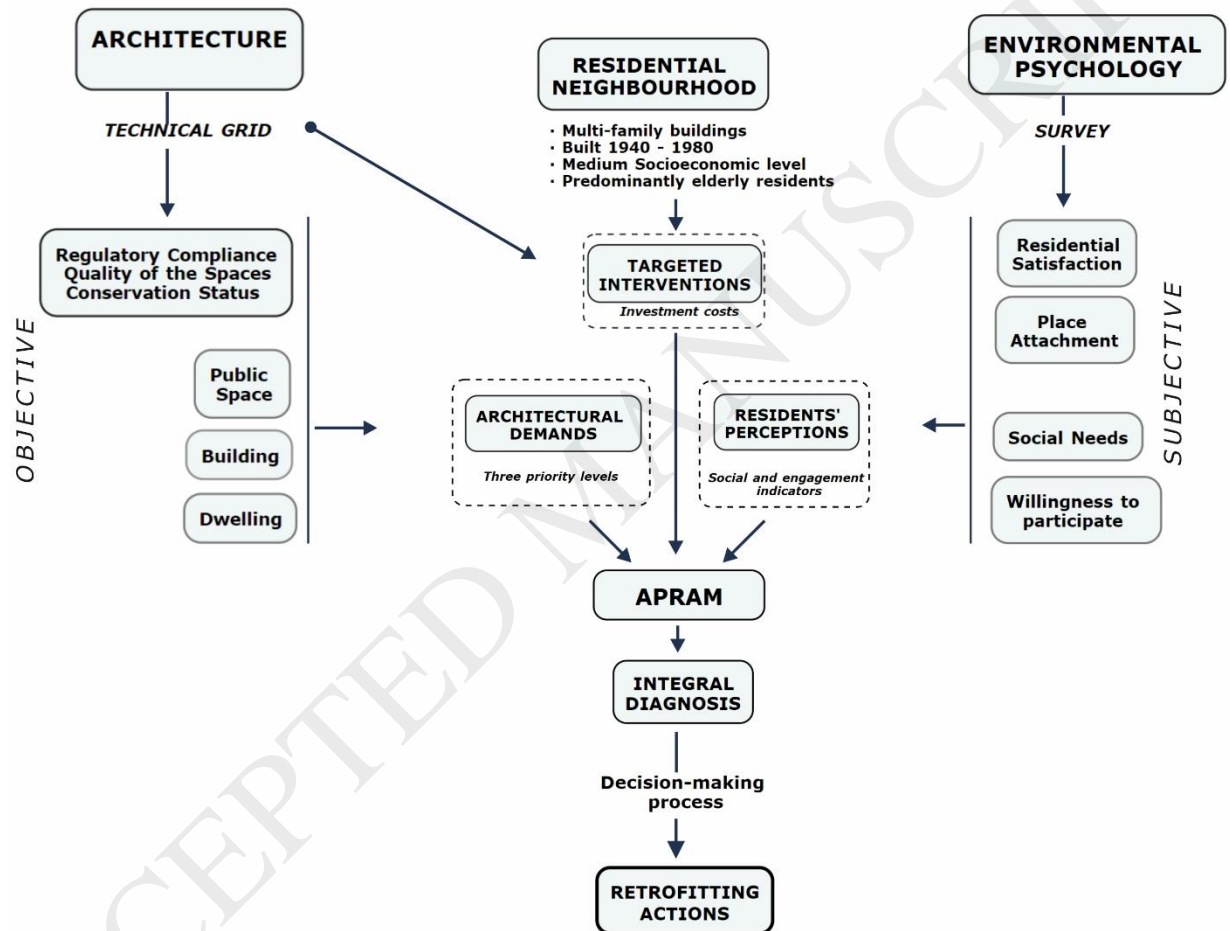 ARCHITECTURE
TECHNICAL GRID
Regulatory Compliance
Quality of the Spaces
Conservation Status
OBJECTIVE
Public
Space
Building
Dwelling
RESIDENTIAL
NEIGHBOURHOOD
· Multi-family buildings
· Built 1940 - 1980
· Medium Socioeconomic level
· Predominantly elderly residents
TARGETED
INTERVENTIONS
Investment costs
ARCHITECTURAL
DEMANDS
Three priority levels
RESIDENTS'
PERCEPTIONS
Social and engagement
indicators
ENVIRONMENTAL
PSYCHOLOGY
SURVEY
Residential
Satisfaction
Place
Attachment
SUBJECTIVE
Social Needs
Willingness to
participate
APRAM
INTEGRAL
DIAGNOSIS
Decision-making
process
RETROFITTING
ACTIONS
CEPTED MANUSCRI